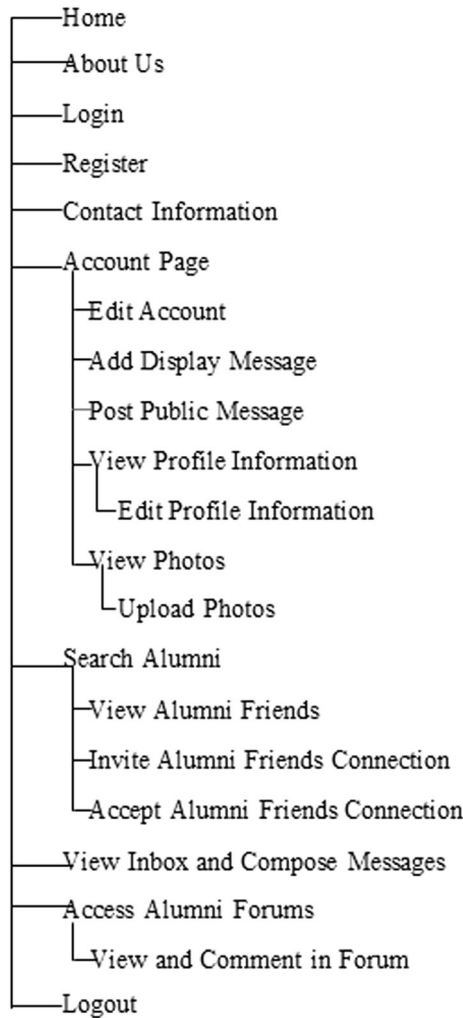 Home
About Us
Login
Register
Contact Information
Account Page
Edit Account
Add Display Message
Post Public Message
View Profile Information
Edit Profile Information
View Photos
Upload Photos
Search Alumni
View Alumni Friends
Invite Alumni Friends Connection
Accept Alumni Friends Connection
View Inbox and Compose Messages
Access Alumni Forums
View and Comment in Forum
Logout